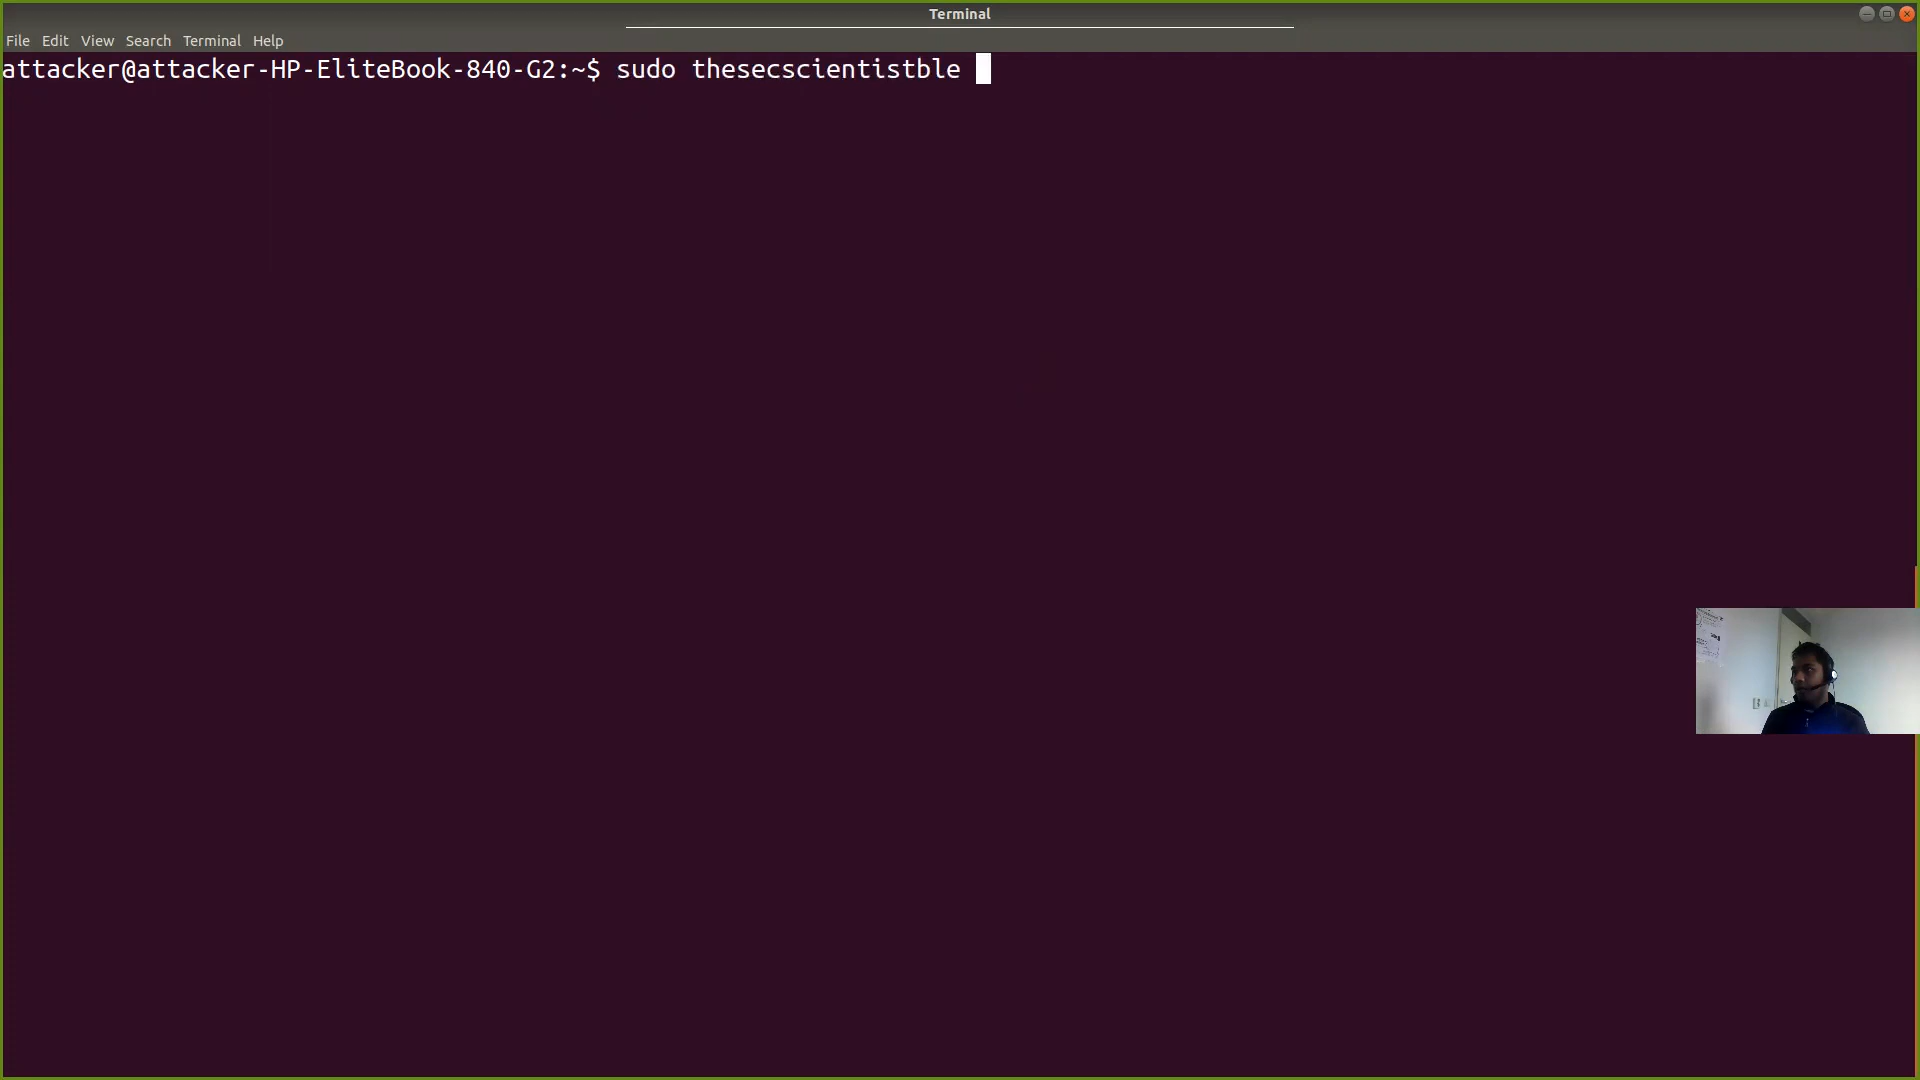 Terminal
File Edit View Search Terminal Help
attacker@attacker-HP-EliteBook-840-G2:~$ sudo thesecscientistble